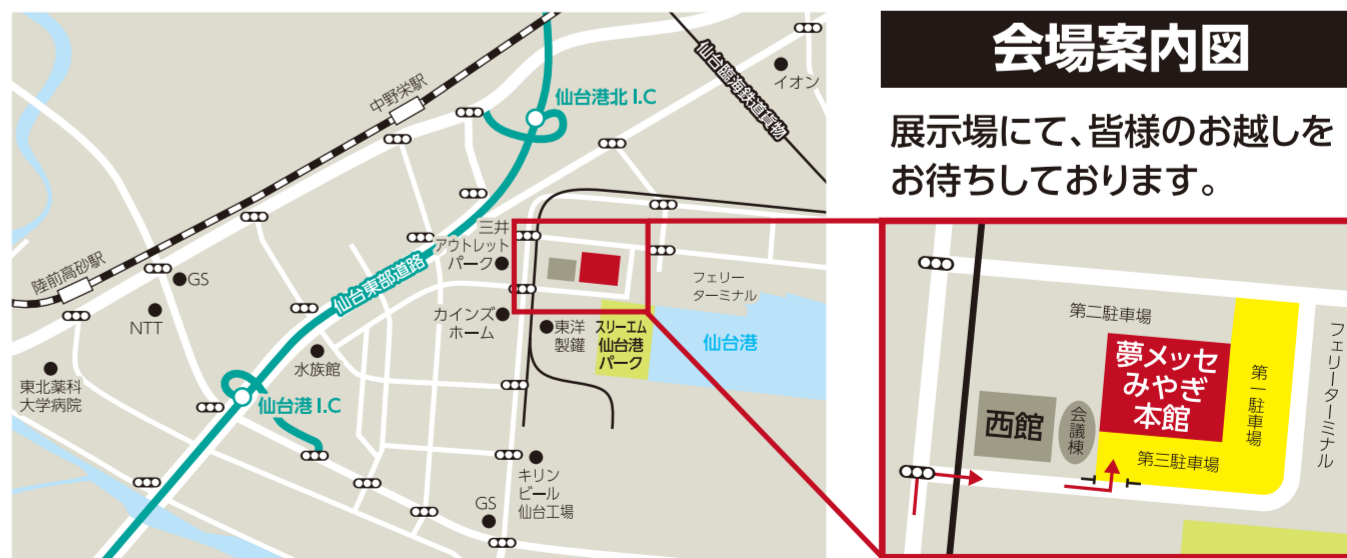 会場案内図
展示場にて、皆様のお越しを
お待ちしております。
中野栄駅
仙台港北 I.C
仙台臨海鉄道貨物
イオン
陸前高砂駅
GS
NTT
東北薬科
大学病院
仙台東部道路
水族館
仙台港 I.C
三井
アウトレット
パーク
カインズ
ホーム
東洋
製鑵
スリーエム
仙台港
パーク
フェリー
ターミナル
仙台港
キリン
ビール
仙台工場
GS
第二駐車場
夢メッセ
みやぎ
本館
西館
会議棟
第一駐車場
第三駐車場
フェリーターミナル